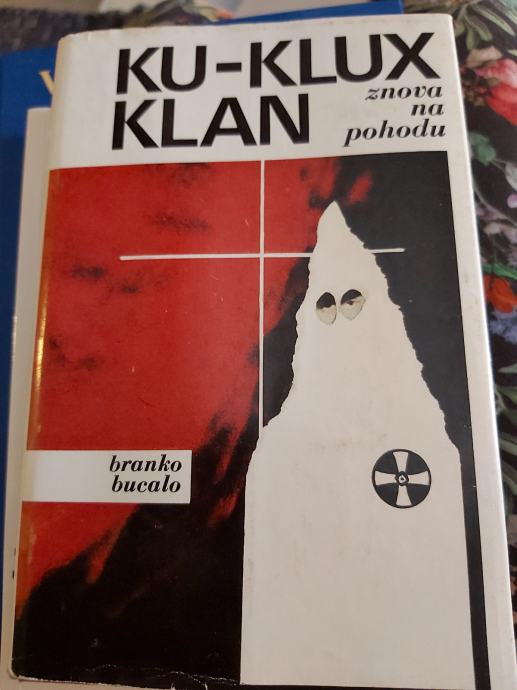 KU-KLUX
KLAN
znova
na
pohodu
branko
bucalo